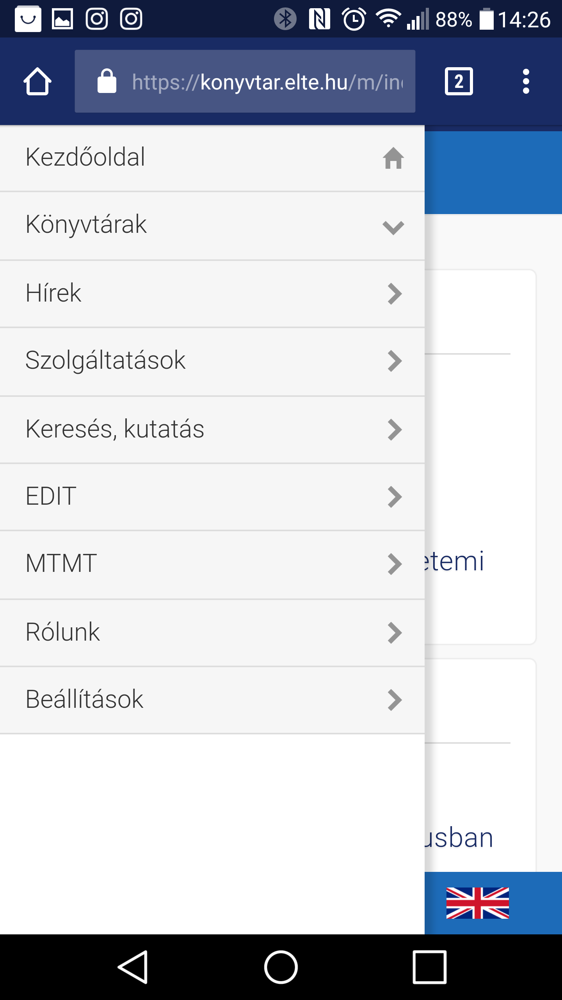 88% 14:26
https://konyvtar.elte.hu/m/in
2
Kezdőoldal
Könyvtárak
Hírek
Szolgáltatások
Keresés, kutatás
EDIT
MTMT
etemi
Rólunk
Beállítások
usban